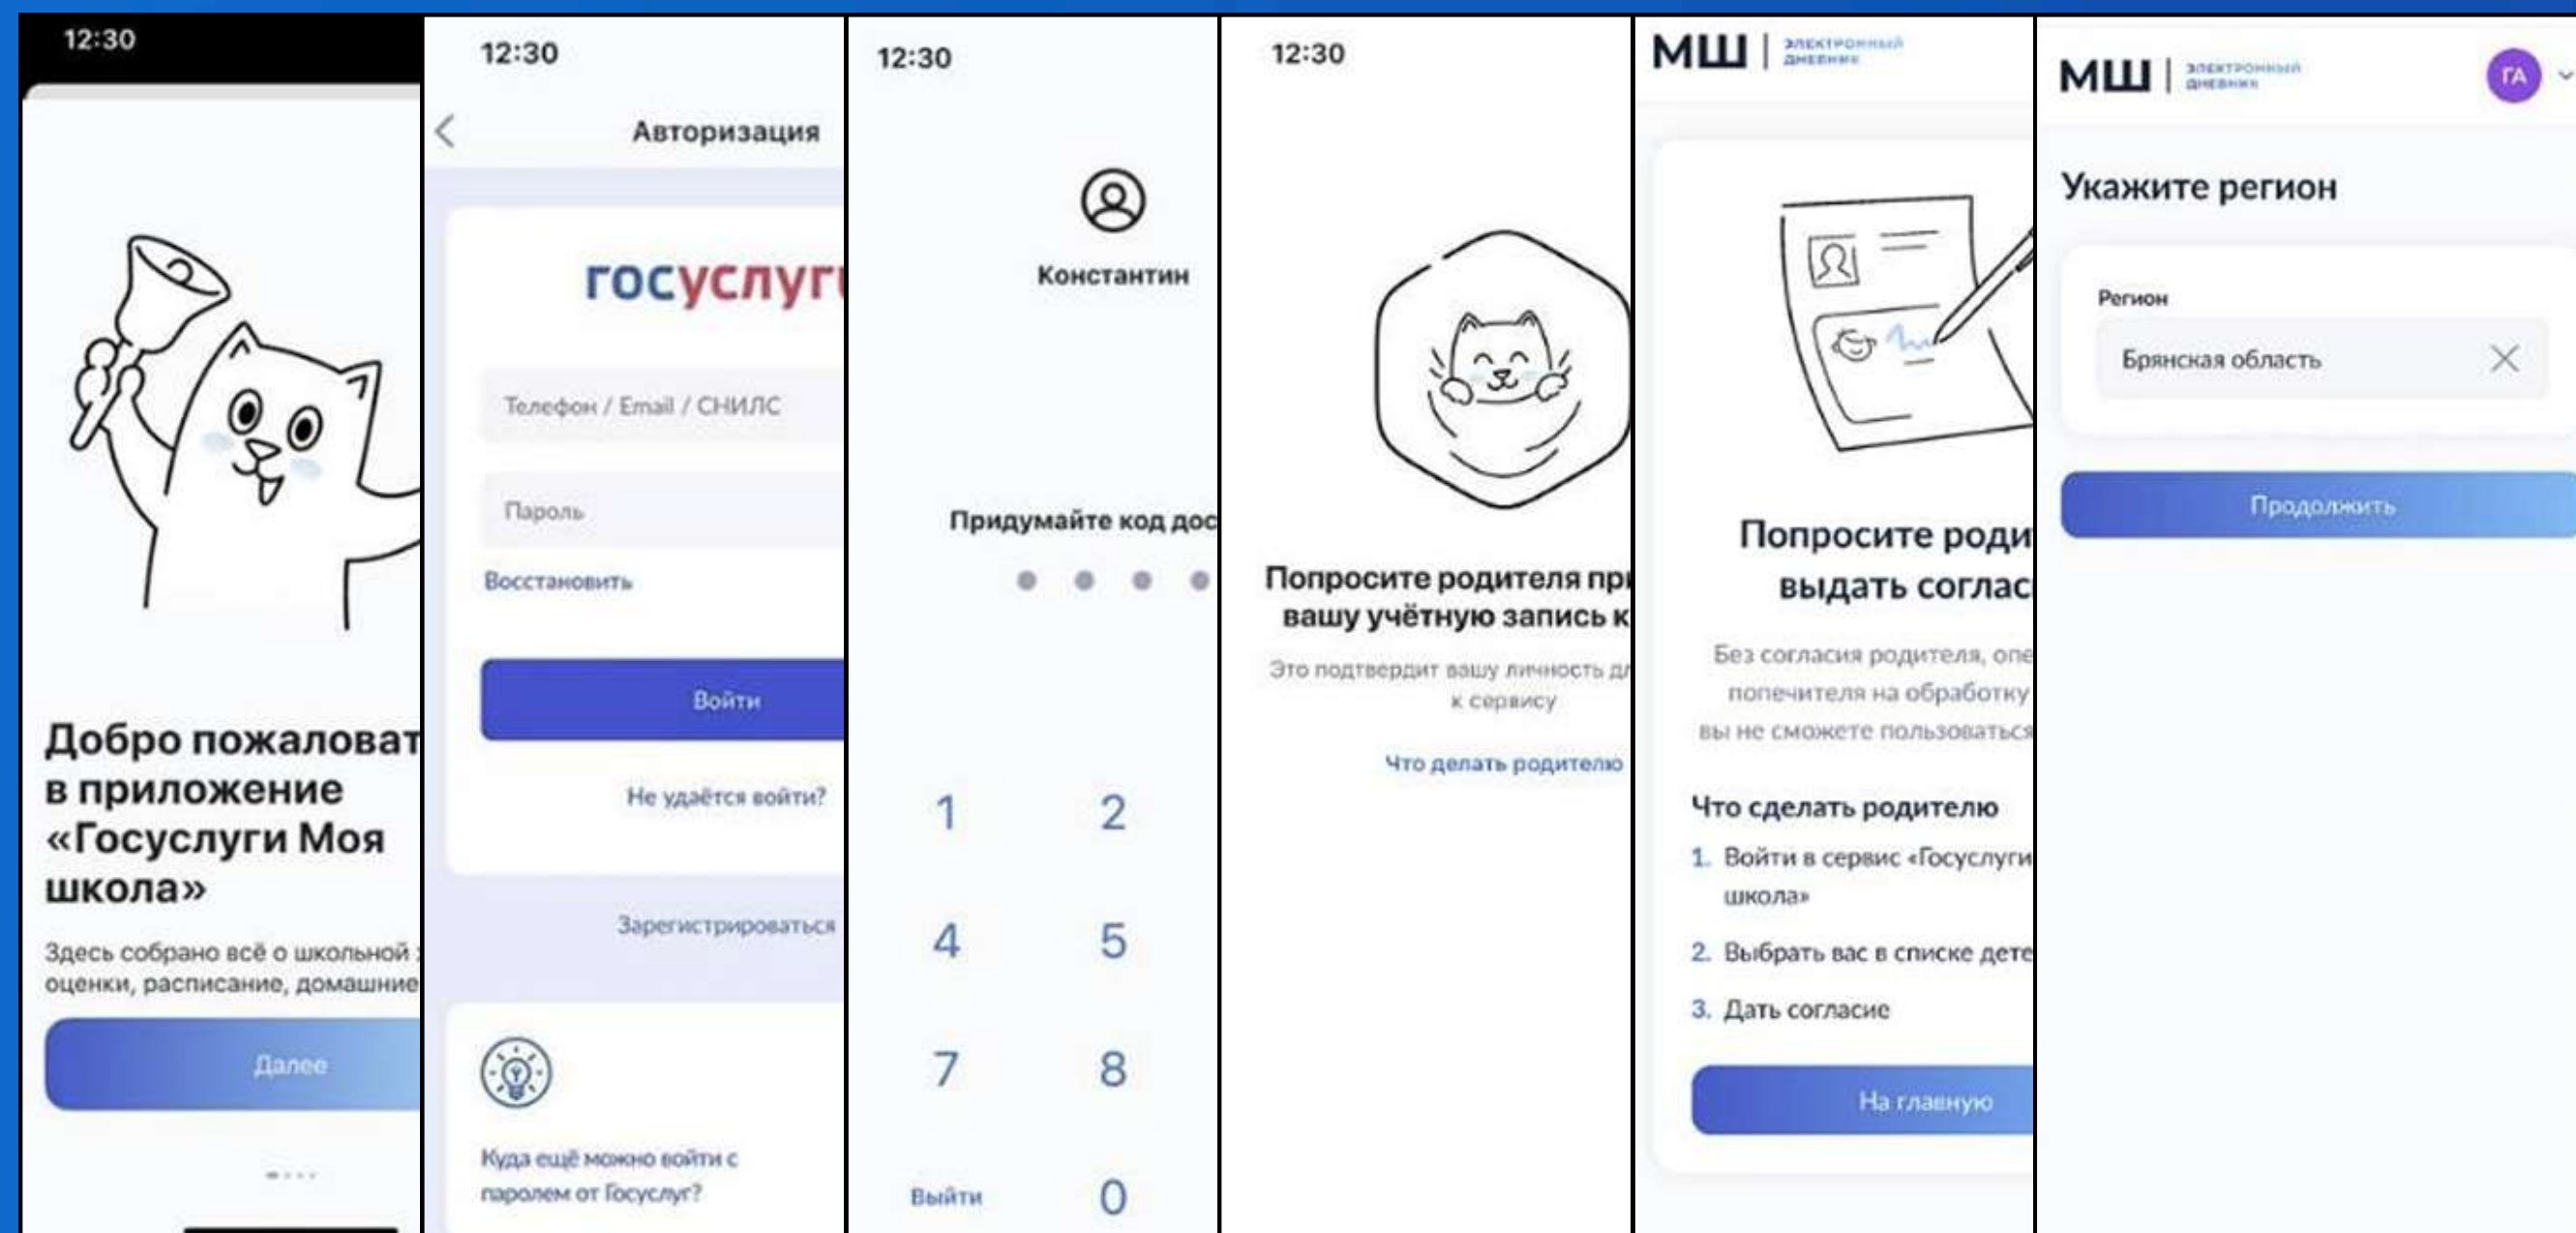 12:30
Добро пожаловат
в приложение
«Госуслуги Моя
школа»
Здесь собрано всё о школьной
оценки, расписание, домашние
Далее
12:30
Авторизация
госуслуги
Телефон / Email / СНИЛС
Пароль
Восстановить
Войти
Не удаётся войти?
Зарегистрироваться
Куда ещё можно войти с
паролем от Госуслуг?
12:30
Константин
Придумайте код дос
1 2
4 5
7 8
Выйти 0
12:30
Попросите родителя при
вашу учётную запись к
Это подтвердит вашу личность дл
к сервису
Что делать родителю
МШ | ЭЛЕКТРОННЫЙ
ДНЕВНИК
Попросите роди
выдать соглас
Без согласия родителя, опе
попечителя на обработку
вы не сможете пользоваться
Что сделать родителю
1. Войти в сервис «Госуслуги
школа»
2. Выбрать вас в списке дете
3. Дать согласие
На главную
МШ | ЭЛЕКТРОННЫЙ
ДНЕВНИК
ГА
Укажите регион
Регион
Брянская область
Продолжить